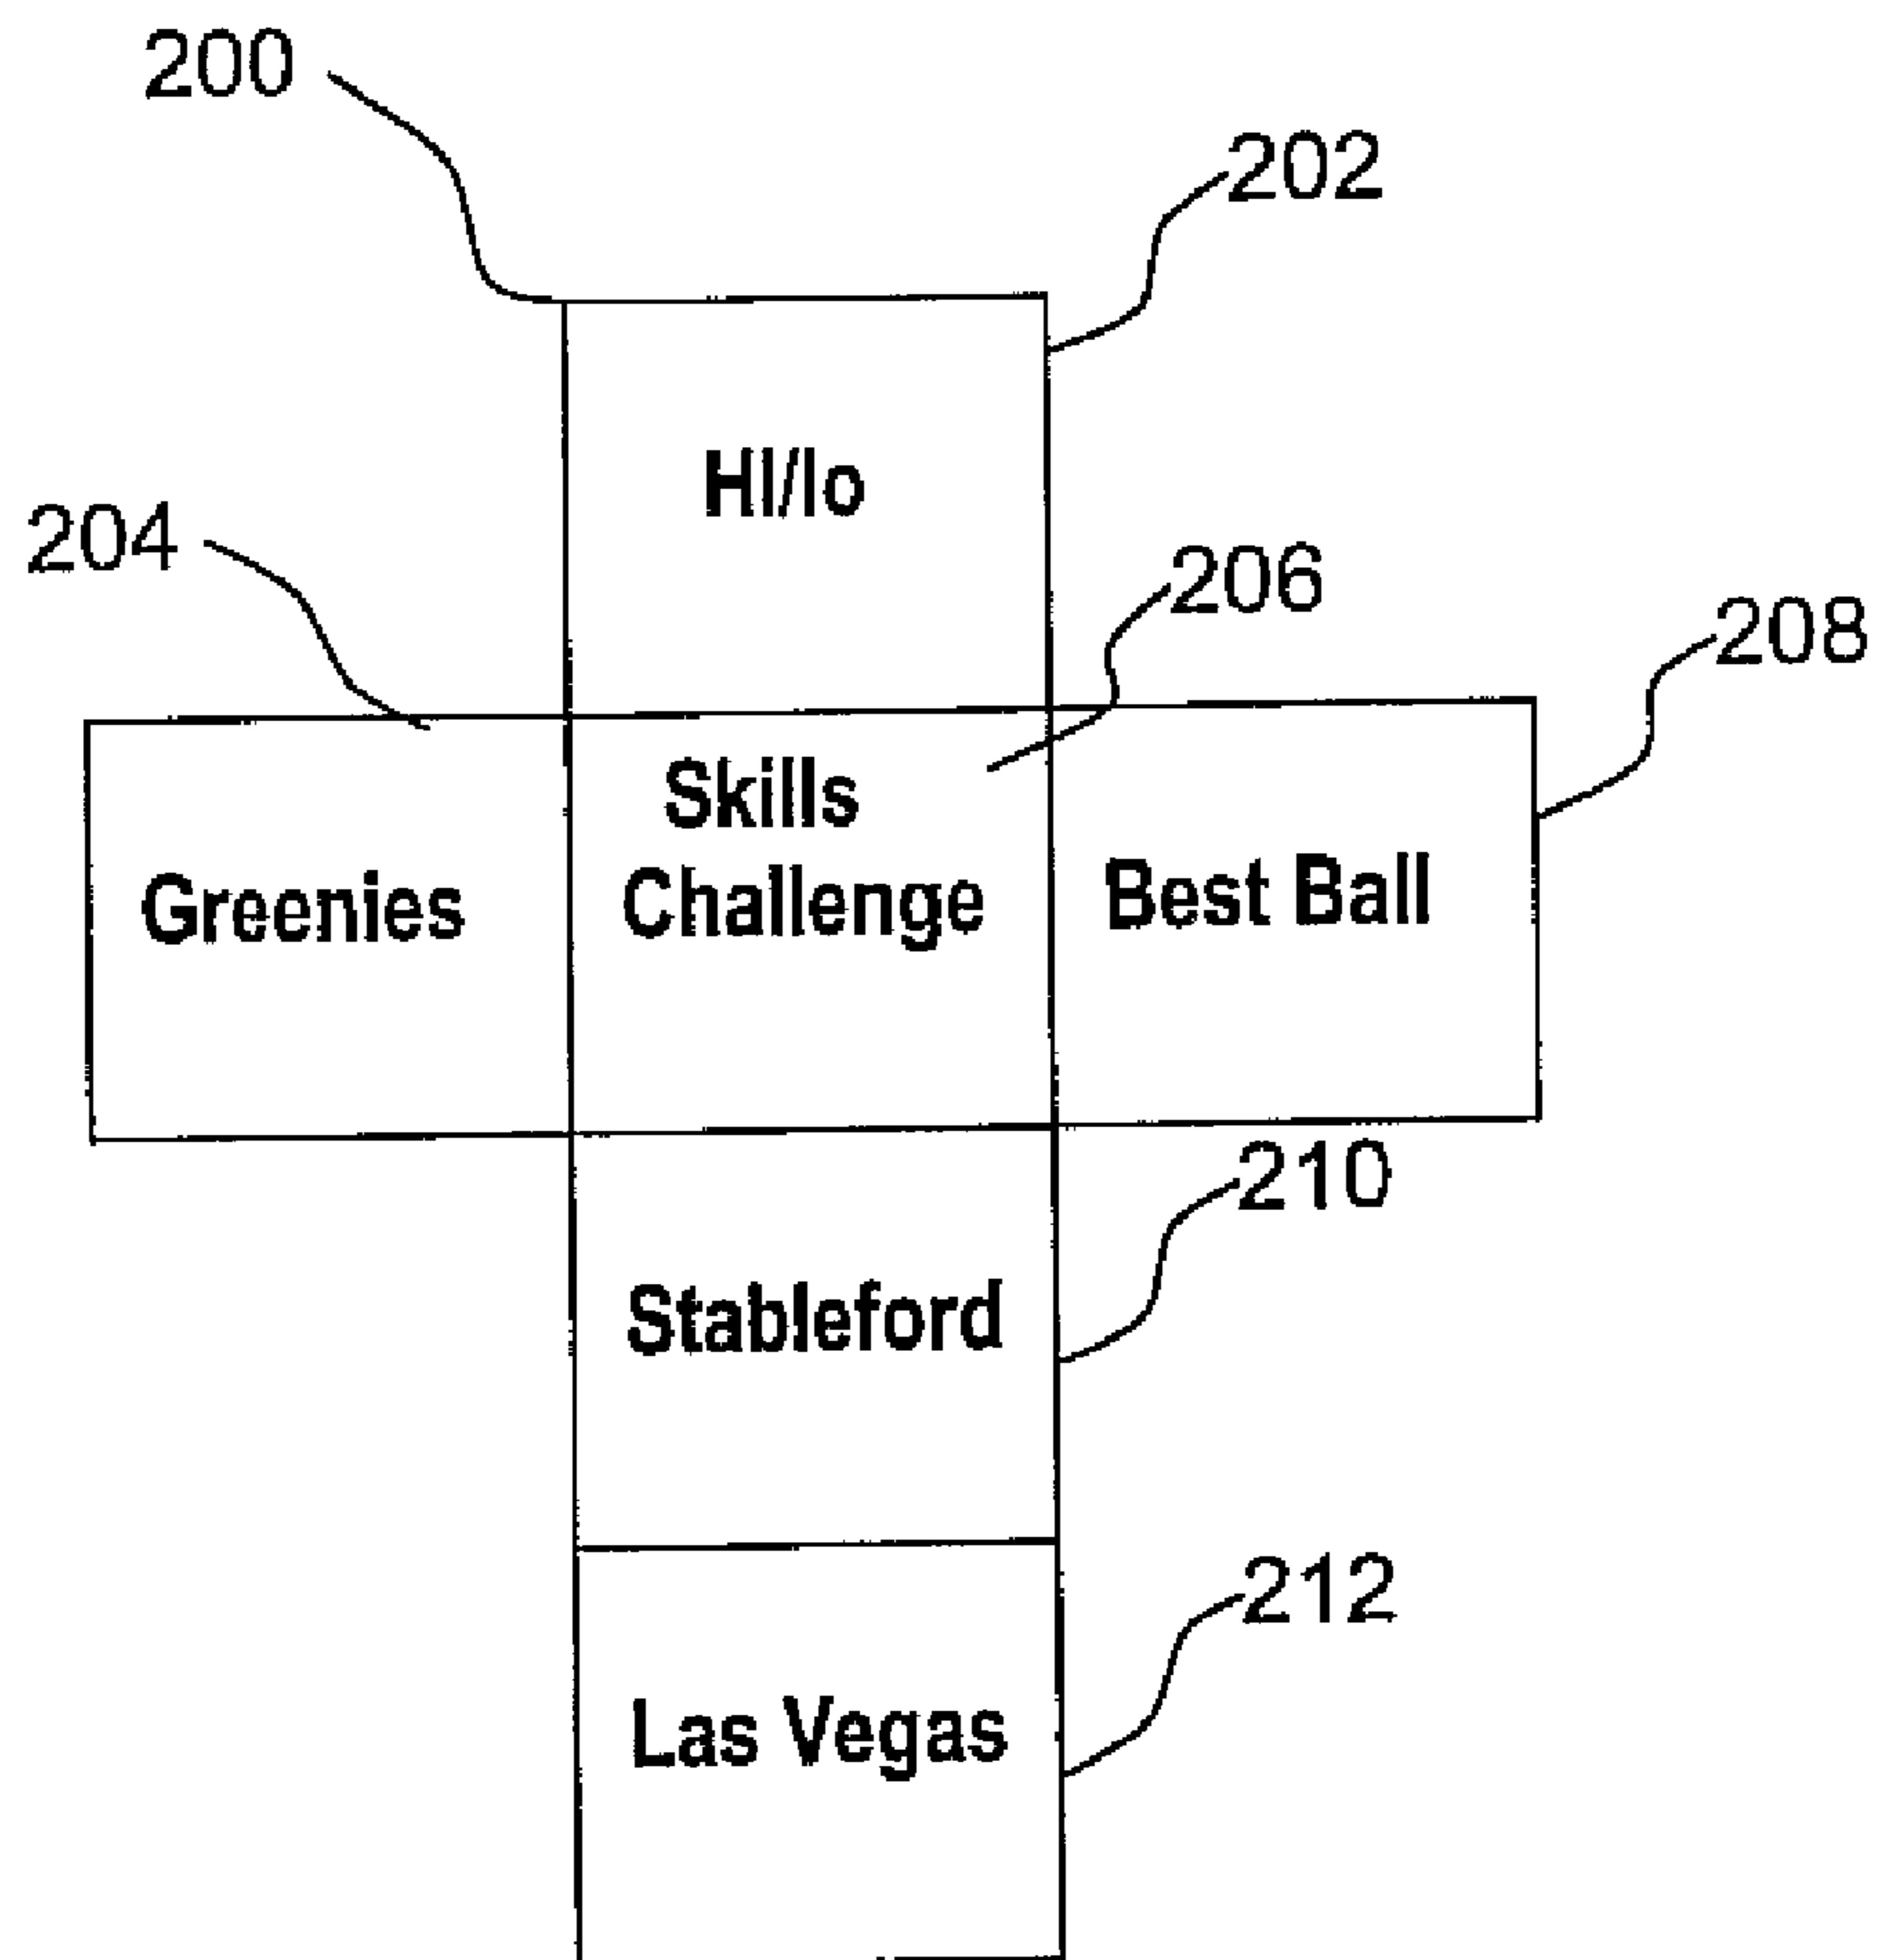 200
202
HI/lo
204
206
208
Skills
Challenge
Greenies
Best Ball
210
Stableford
212
Las Vegas